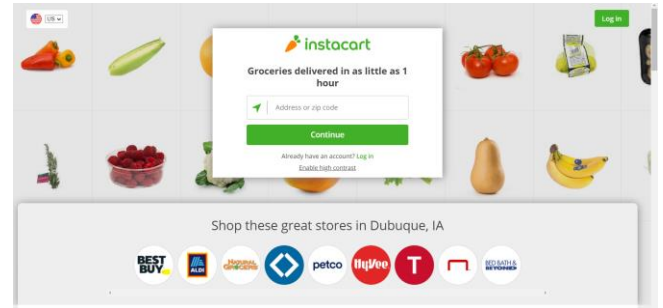 US
Log In
instacart
Groceries delivered in as little as 1
hour
Address or zip code
Continue
Already have an account? Log in
Enable high contrast
Shop these great stores in Dubuque, IA
BEST
BUY
ALDI
NATURAL
GROCERS
petco
HyVee
T
BED BATH &
BEYOND